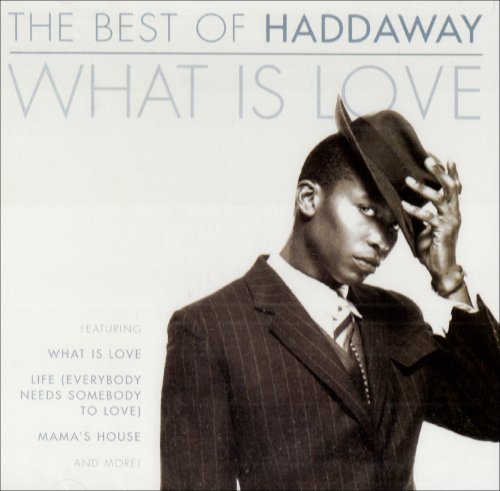 THE BEST OF HADDAWAY
WHAT IS LOVE
FEATURING
WHAT IS LOVE
LIFE (EVERYBODY
NEEDS SOMEBODY
TO LOVE)
MAMA'S HOUSE
AND MORE!